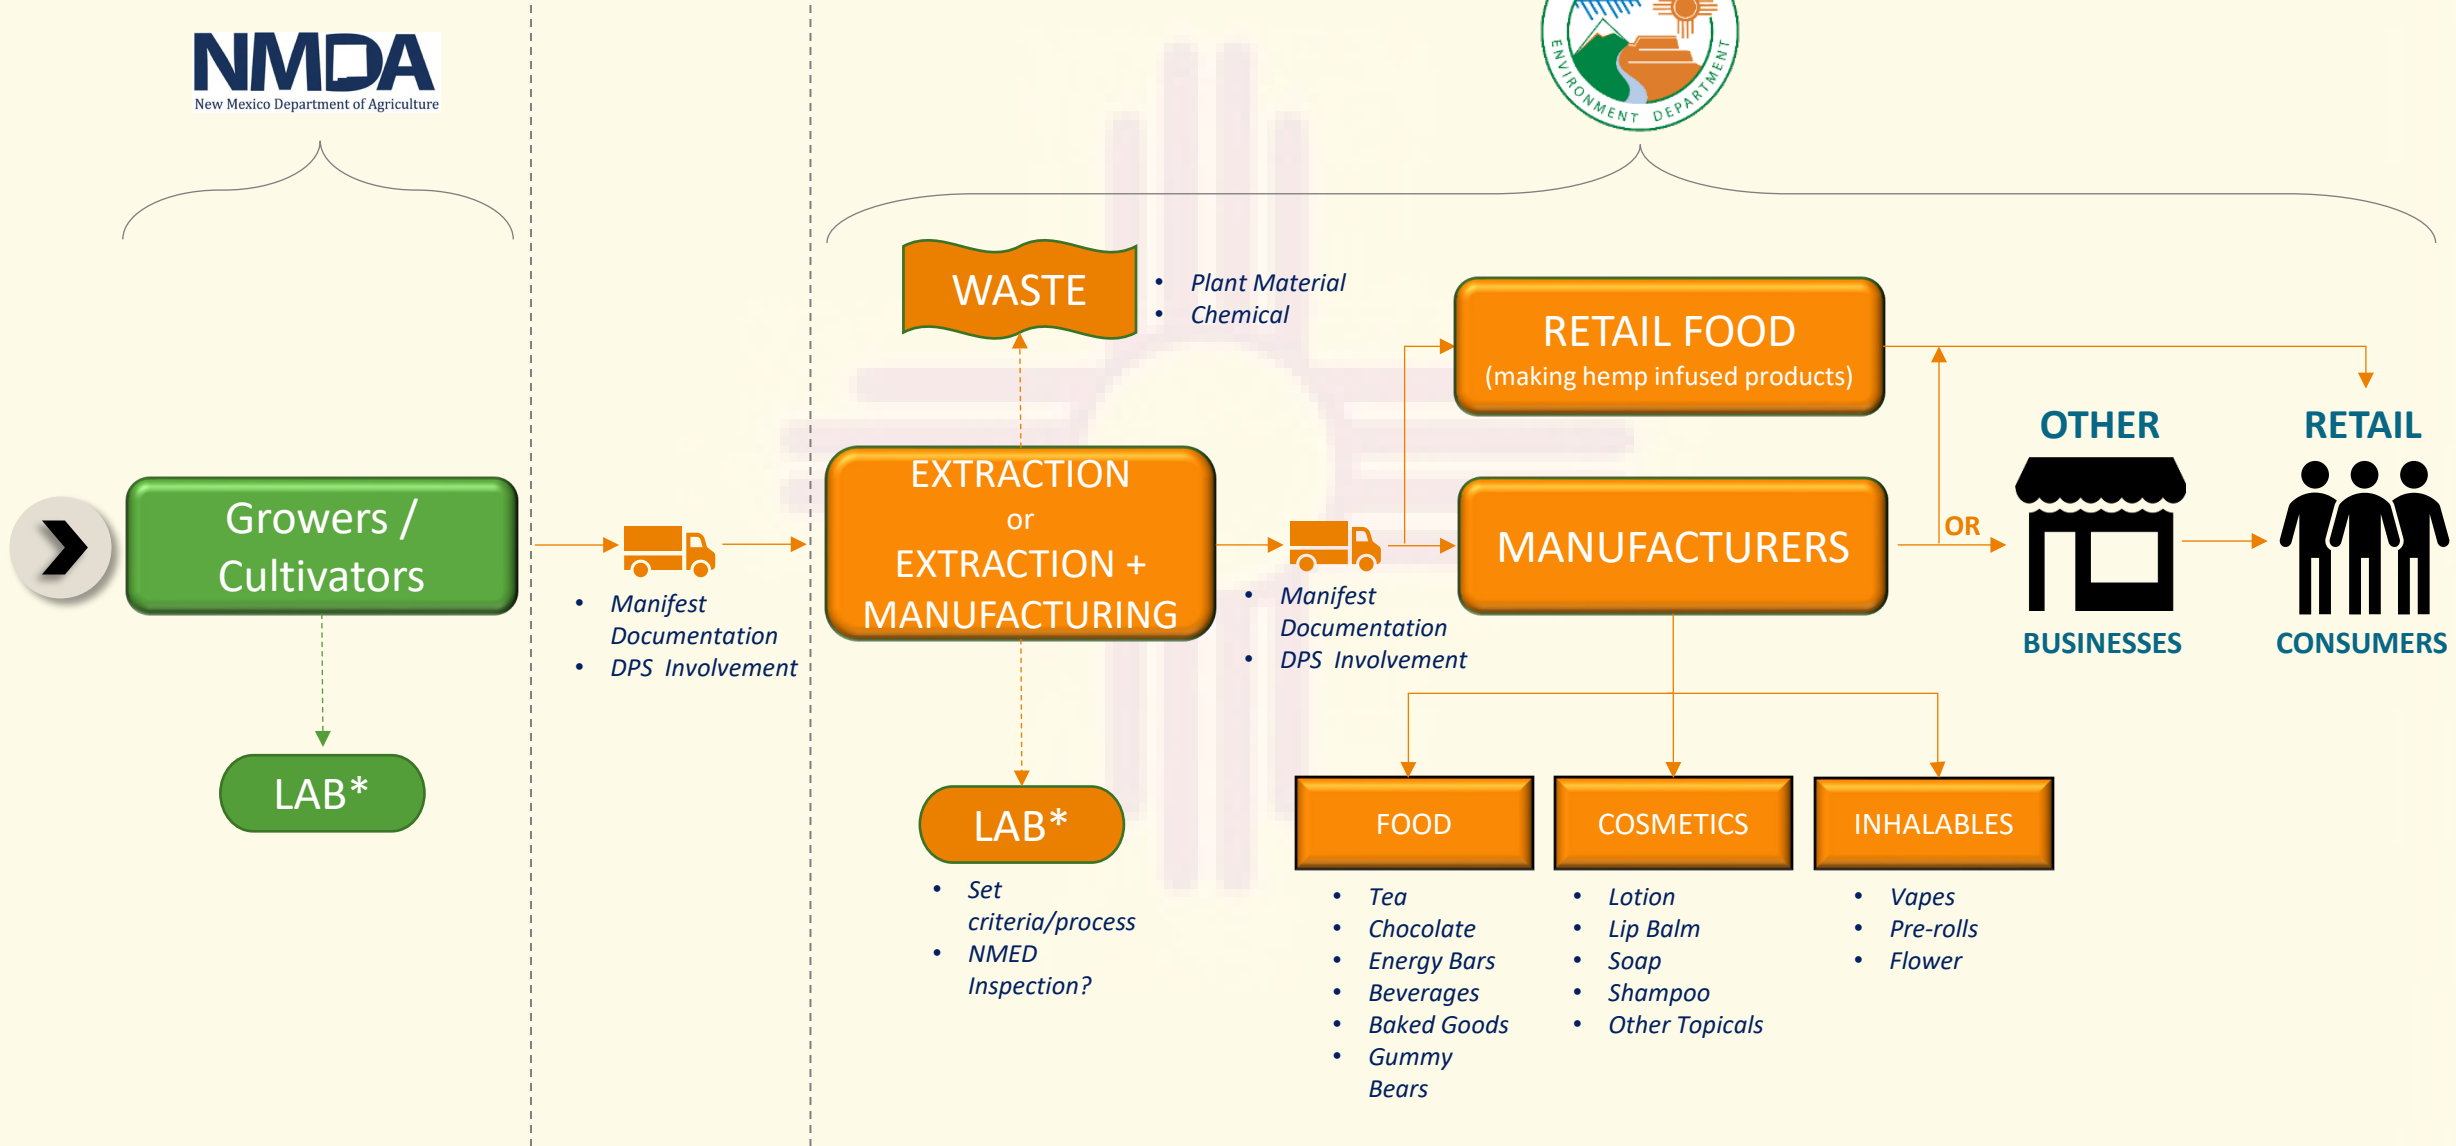 NMDA
New Mexico Department of Agriculture
ENVIRONMENT DEPARTMENT
WASTE
• Plant Material
• Chemical
RETAIL FOOD
(making hemp infused products)
OTHER
BUSINESSES
RETAIL
CONSUMERS
Growers /
Cultivators
• Manifest
Documentation
• DPS Involvement
EXTRACTION
or
EXTRACTION +
MANUFACTURING
• Manifest
Documentation
• DPS Involvement
MANUFACTURERS
OR
LAB*
LAB*
• Set
criteria/process
• NMED
Inspection?
FOOD
• Tea
• Chocolate
• Energy Bars
• Beverages
• Baked Goods
• Gummy
Bears
COSMETICS
• Lotion
• Lip Balm
• Soap
• Shampoo
• Other Topicals
INHALABLES
• Vapes
• Pre-rolls
• Flower